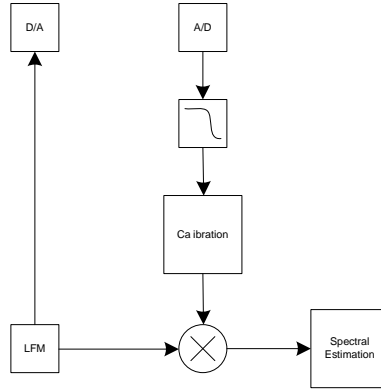 D/A
A/D
Ca ibration
LFM
Spectral
Estimation